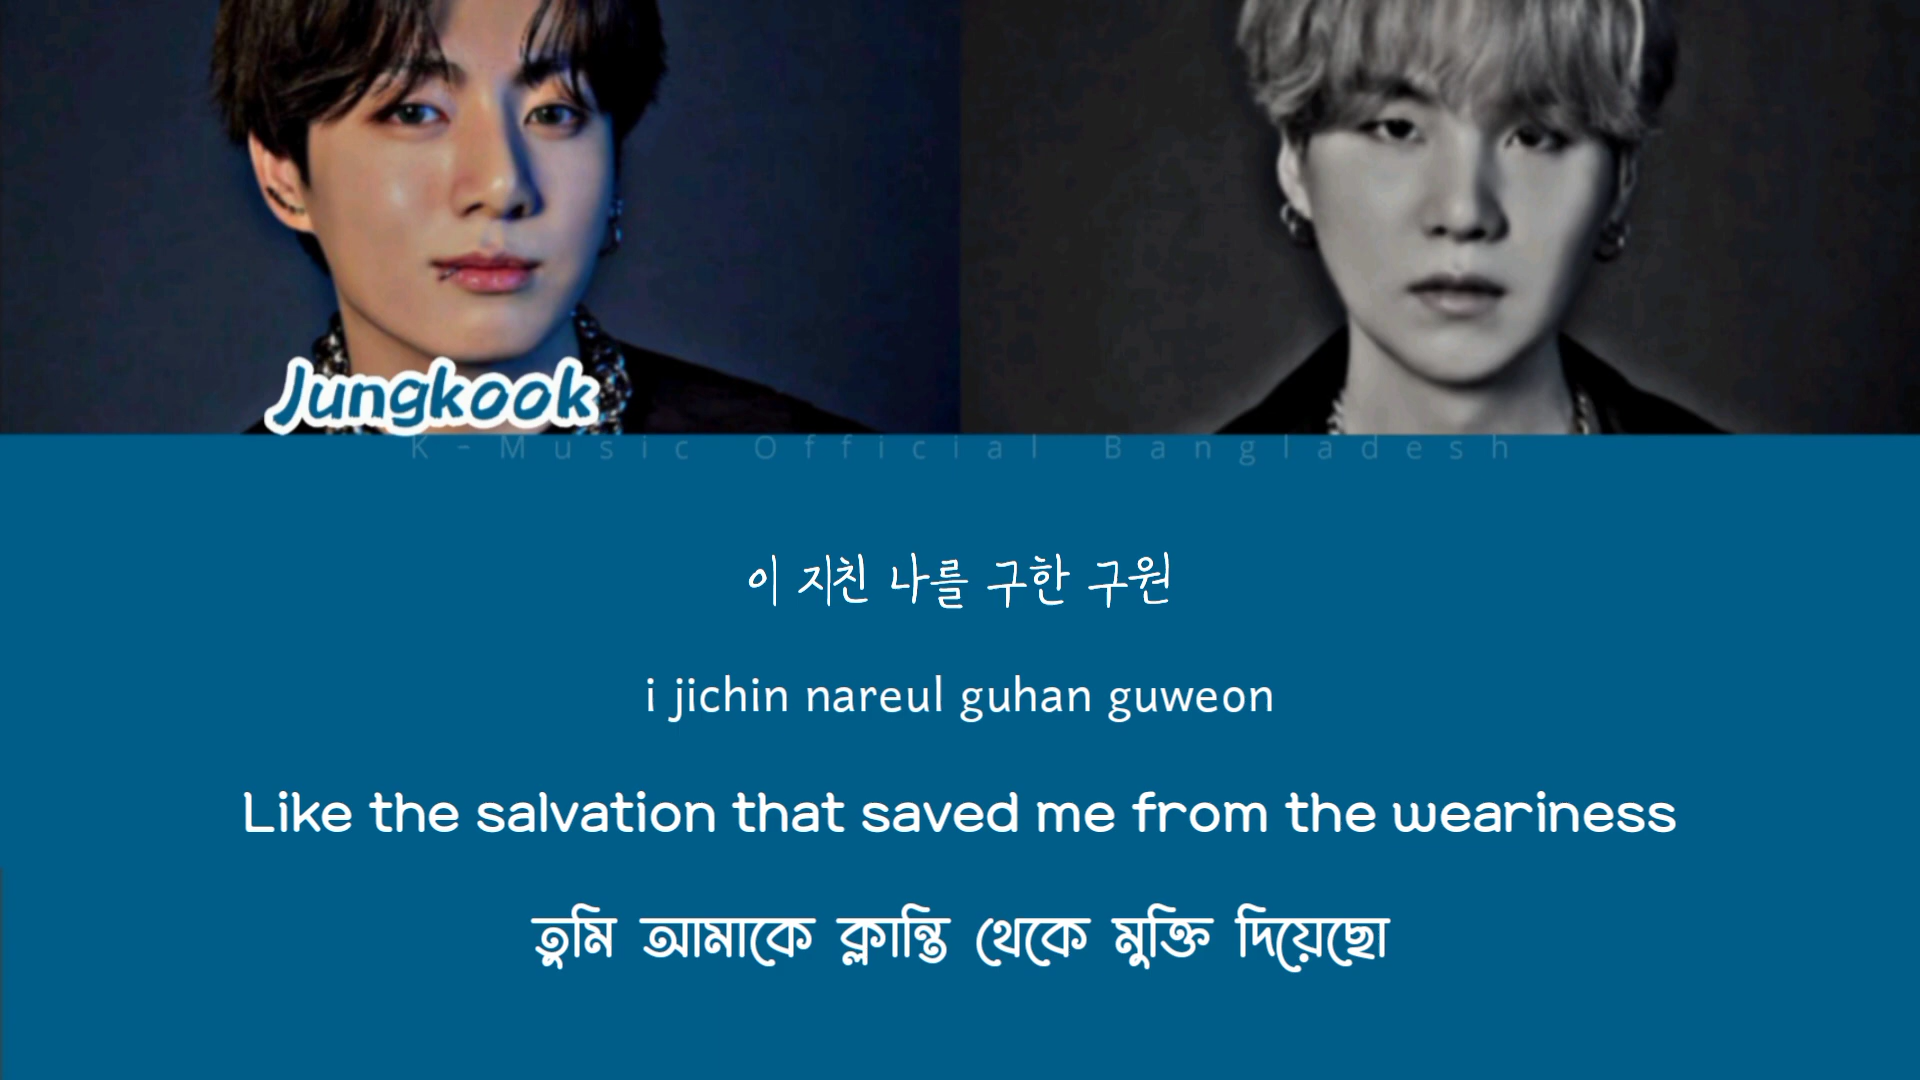 Jungkook
K-Music Official Bangladesh
이 지친 나를 구한 구원
i jichin nareul guhan guweon
Like the salvation that saved me from the weariness
তুমি আমাকে ক্লান্তি থেকে মুক্তি দিয়েছো